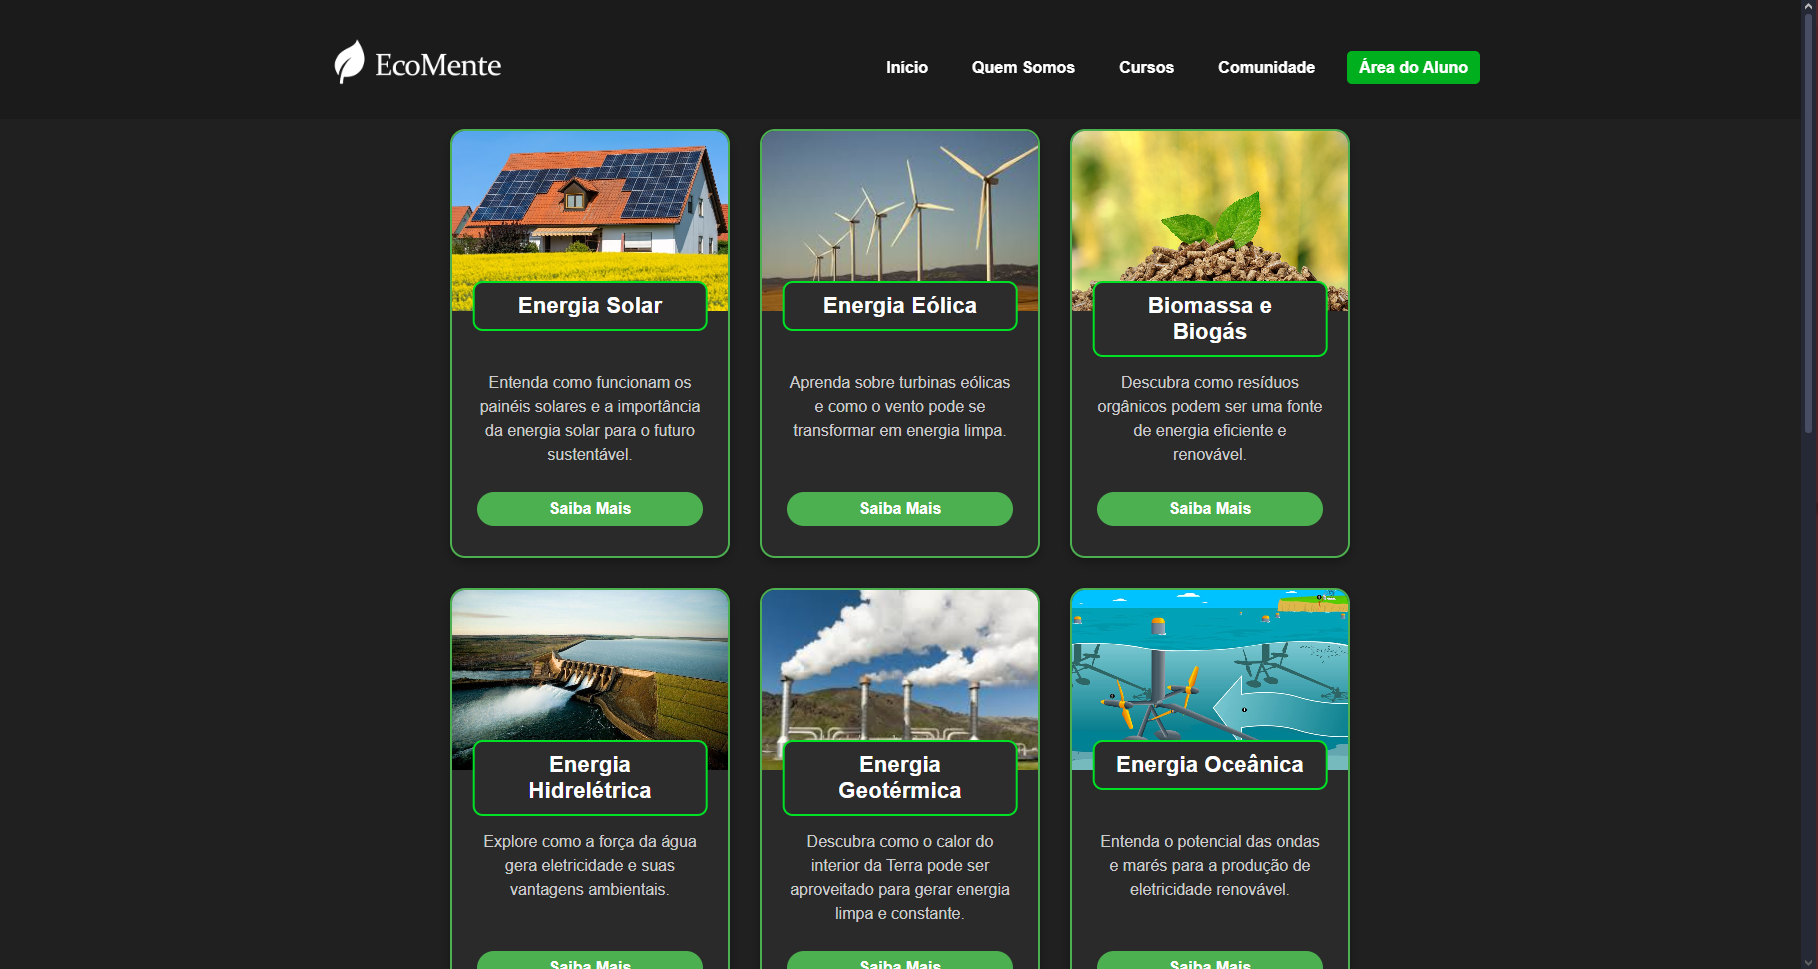 EcoMente
Início
Quem Somos
Cursos
Comunidade
Área do Aluno
Energia Solar
Entenda como funcionam os
painéis solares e a importância
da energia solar para o futuro
sustentável.
Saiba Mais
Energia Eólica
Aprenda sobre turbinas eólicas
e como o vento pode se
transformar em energia limpa.
Saiba Mais
Biomassa e
Biogás
Descubra como resíduos
orgânicos podem ser uma fonte
de energia eficiente e
renovável.
Saiba Mais
Energia
Hidrelétrica
Explore como a força da água
gera eletricidade e suas
vantagens ambientais.
Saiba Mais
Energia
Geotérmica
Descubra como o calor do
interior da Terra pode ser
aproveitado para gerar energia
limpa e constante.
Saiba Mais
Energia Oceânica
Entenda o potencial das ondas
e marés para a produção de
eletricidade renovável.
Saiba Mais